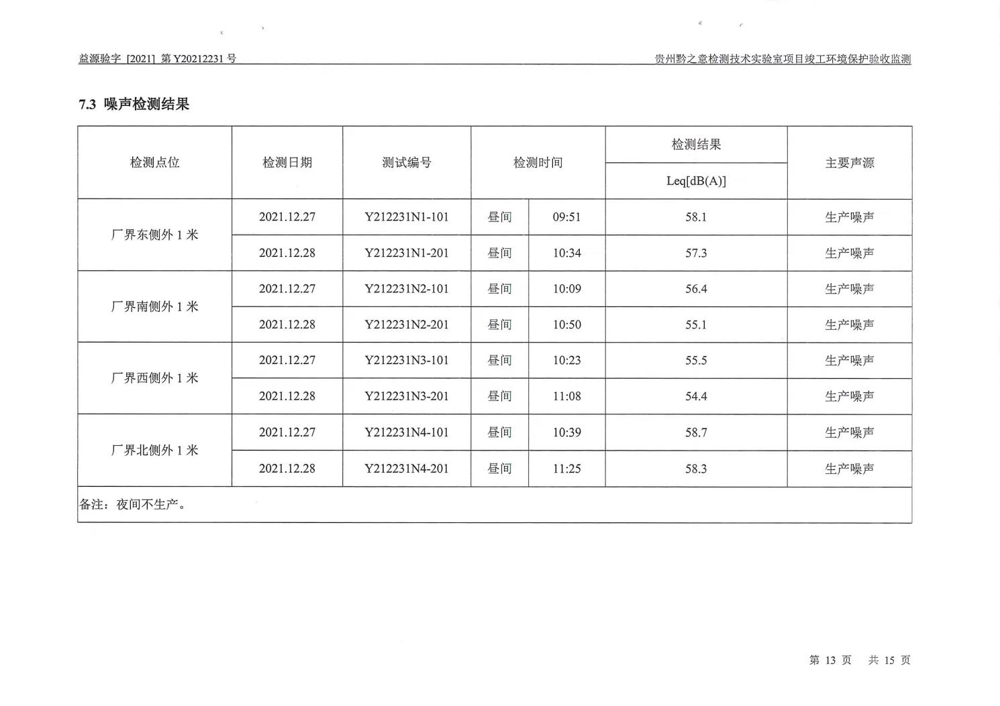 益源验字 [2021] 第 Y20212231 号
贵州黔之意检测技术实验室项目竣工环境保护验收监测
7.3 噪声检测结果
检测点位 检测日期 测试编号 检测时间 检测结果 主要声源
Leq[dB(A)]
厂界东侧外 1 米
2021.12.27 Y212231N1-101 昼间 09:51 58.1 生产噪声
2021.12.28 Y212231N1-201 昼间 10:34 57.3 生产噪声
厂界南侧外 1 米
2021.12.27 Y212231N2-101 昼间 10:09 56.4 生产噪声
2021.12.28 Y212231N2-201 昼间 10:50 55.1 生产噪声
厂界西侧外 1 米
2021.12.27 Y212231N3-101 昼间 10:23 55.5 生产噪声
2021.12.28 Y212231N3-201 昼间 11:08 54.4 生产噪声
厂界北侧外 1 米
2021.12.27 Y212231N4-101 昼间 10:39 58.7 生产噪声
2021.12.28 Y212231N4-201 昼间 11:25 58.3 生产噪声
备注：夜间不生产。
第 13 页 共 15 页